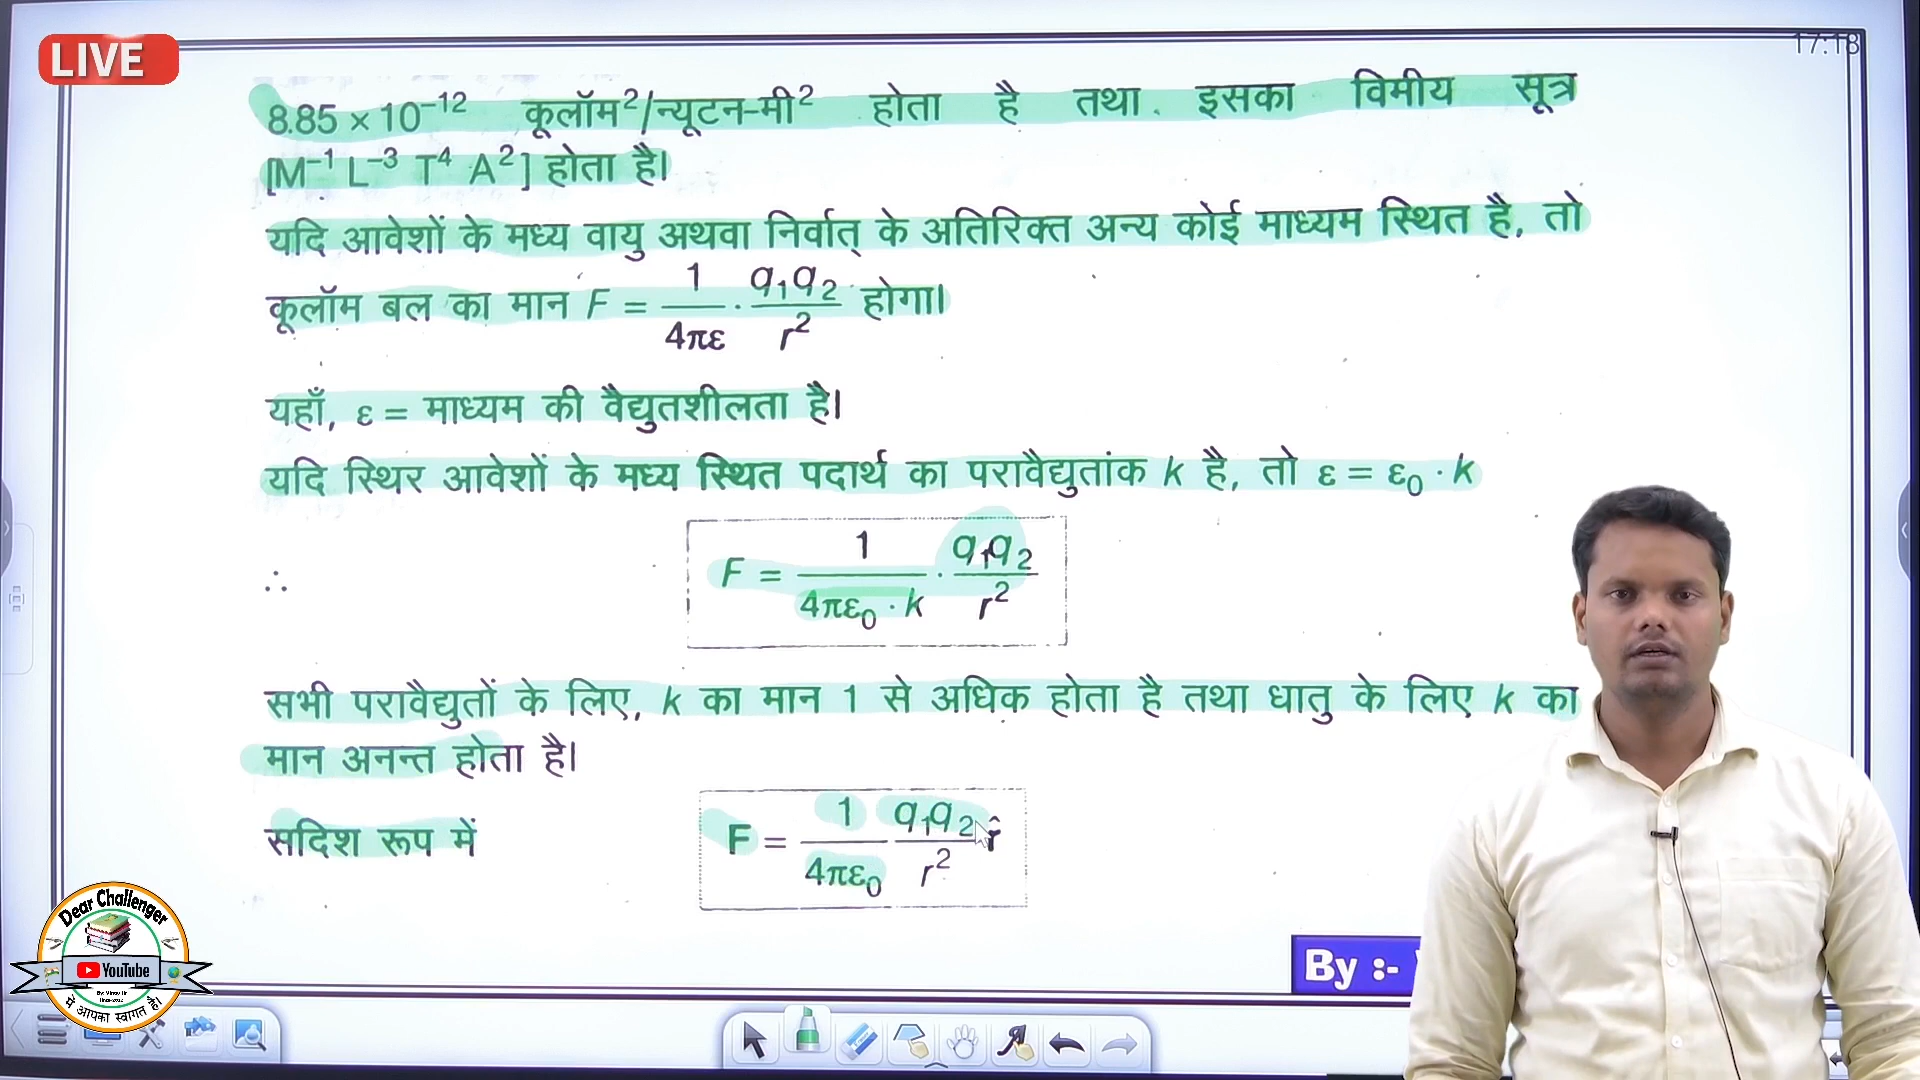 LIVE
17:18
8.85 × 10⁻¹² कूलॉम²/न्यूटन-मी² होता है तथा इसका विमीय सूत्र
[M⁻¹ L⁻³ T⁴ A²] होता है।
यदि आवेशों के मध्य वायु अथवा निर्वात् के अतिरिक्त अन्य कोई माध्यम स्थित है, तो
कूलॉम बल का मान F = 1/4πε · q₁q₂/r² होगा।
यहाँ, ε = माध्यम की वैद्युतशीलता है।
यदि स्थिर आवेशों के मध्य स्थित पदार्थ का परावैद्युतांक k है, तो ε = ε₀ · k
∴ F = 1/4πε₀ · k · q₁q₂/r²
सभी परावैद्युतों के लिए, k का मान 1 से अधिक होता है तथा धातु के लिए k का
मान अनन्त होता है।
सदिश रूप में F = 1/4πε₀ q₁q₂/r² r̂
By :-
Dear Challenger
YouTube
में आपका स्वागत है।